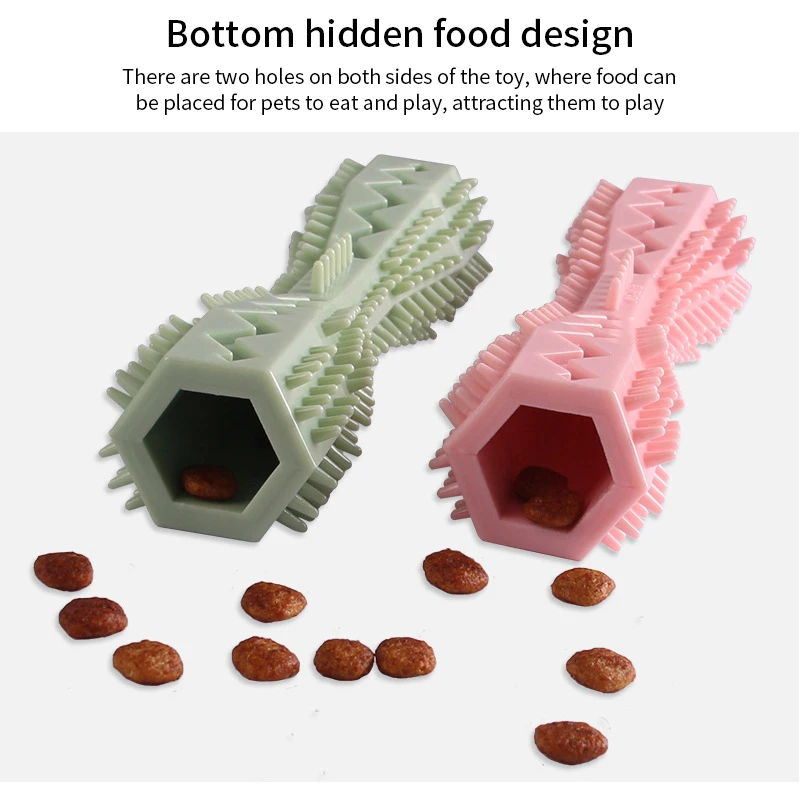 Bottom hidden food design
There are two holes on both sides of the toy, where food can
be placed for pets to eat and play, attracting them to play